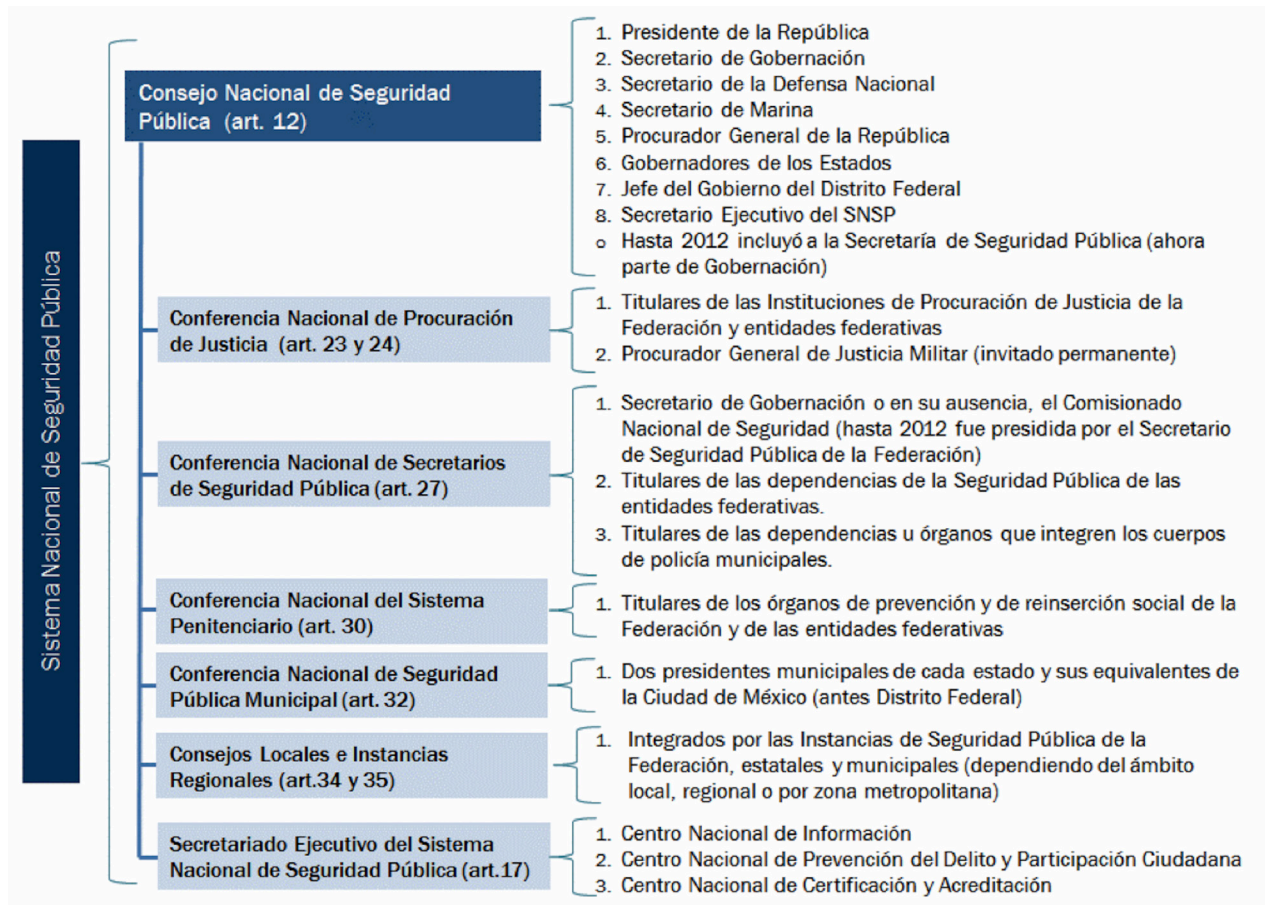 Sistema Nacional de Seguridad Pública
Consejo Nacional de Seguridad
Pública (art. 12)
1. Presidente de la República
2. Secretario de Gobernación
3. Secretario de la Defensa Nacional
4. Secretario de Marina
5. Procurador General de la República
6. Gobernadores de los Estados
7. Jefe del Gobierno del Distrito Federal
8. Secretario Ejecutivo del SNSP
o Hasta 2012 incluyó a la Secretaría de Seguridad Pública (ahora
parte de Gobernación)
Conferencia Nacional de Procuración
de Justicia (art. 23 y 24)
1. Titulares de las Instituciones de Procuración de Justicia de la
Federación y entidades federativas
2. Procurador General de Justicia Militar (invitado permanente)
Conferencia Nacional de Secretarios
de Seguridad Pública (art. 27)
1. Secretario de Gobernación o en su ausencia, el Comisionado
Nacional de Seguridad (hasta 2012 fue presidida por el Secretario
de Seguridad Pública de la Federación)
2. Titulares de las dependencias de la Seguridad Pública de las
entidades federativas.
3. Titulares de las dependencias u órganos que integren los cuerpos
de policía municipales.
Conferencia Nacional del Sistema
Penitenciario (art. 30)
1. Titulares de los órganos de prevención y de reinserción social de la
Federación y de las entidades federativas
Conferencia Nacional de Seguridad
Pública Municipal (art. 32)
1. Dos presidentes municipales de cada estado y sus equivalentes de
la Ciudad de México (antes Distrito Federal)
Consejos Locales e Instancias
Regionales (art.34 y 35)
1. Integrados por las Instancias de Seguridad Pública de la
Federación, estatales y municipales (dependiendo del ámbito
local, regional o por zona metropolitana)
Secretariado Ejecutivo del Sistema
Nacional de Seguridad Pública (art.17)
1. Centro Nacional de Información
2. Centro Nacional de Prevención del Delito y Participación Ciudadana
3. Centro Nacional de Certificación y Acreditación